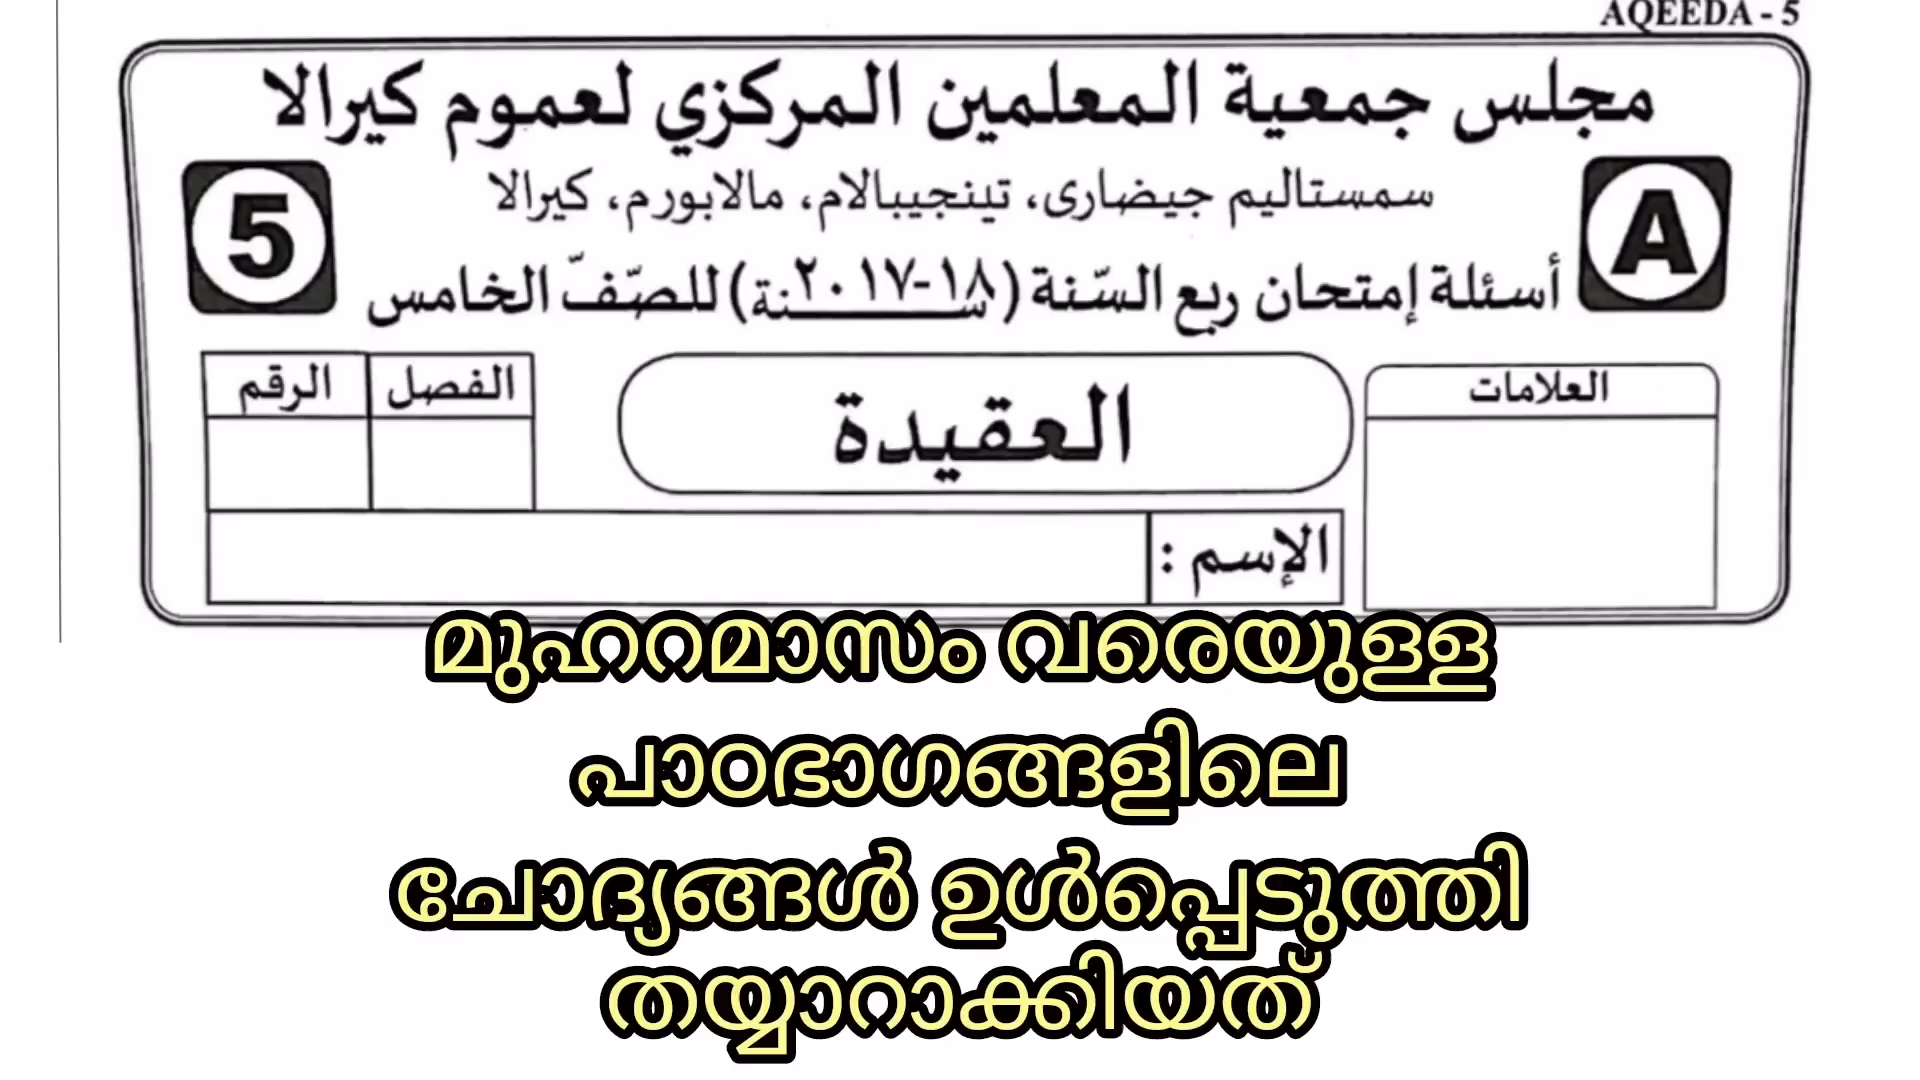 AQEEDA - 5
مجلس جمعية المعلمين المركزي لعموم كيرالا
سمستاليم جيضارى، تينجيبالام، مالابورم، كيرالا
A
5
أسئلة إمتحان ربع السّنة (سنة ٢٠١٧-١٨) للصّفّ الخامس
العلامات
العقيدة
الفصل
الرقم
الإسم :
മുഹറമാസം വരെയുള്ള
പാഠഭാഗങ്ങളിലെ
ചോദ്യങ്ങൾ ഉൾപ്പെടുത്തി
തയ്യാറാക്കിയത്